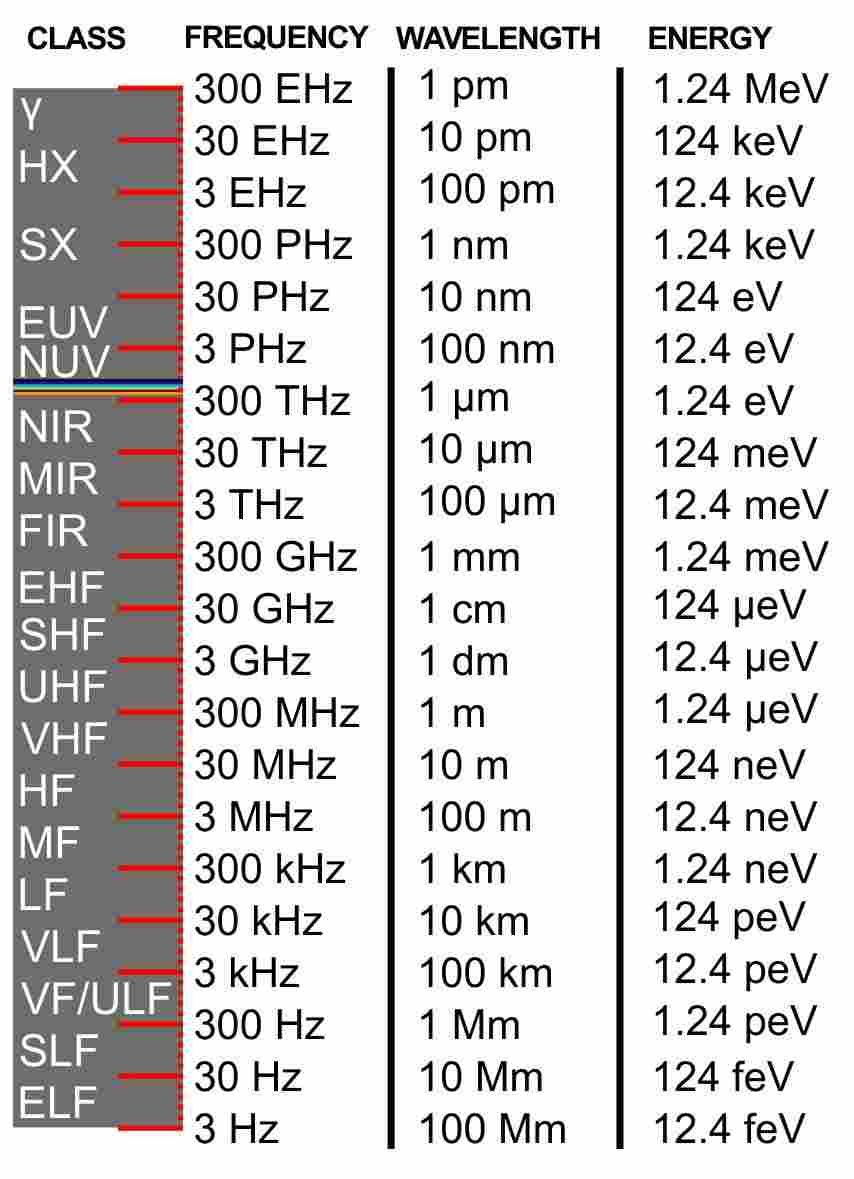 CLASS FREQUENCY WAVELENGTH ENERGY
300 EHz 1 pm 1.24 MeV
γ
30 EHz 10 pm 124 keV
HX
3 EHz 100 pm 12.4 keV
SX 300 PHz 1 nm 1.24 keV
30 PHz 10 nm 124 eV
EUV
3 PHz 100 nm 12.4 eV
NUV
300 THz 1 µm 1.24 eV
NIR
30 THz 10 µm 124 meV
MIR
3 THz 100 µm 12.4 meV
FIR
300 GHz 1 mm 1.24 meV
EHF
30 GHz 1 cm 124 µeV
SHF
3 GHz 1 dm 12.4 µeV
UHF
300 MHz 1 m 1.24 µeV
VHF
30 MHz 10 m 124 neV
HF
3 MHz 100 m 12.4 neV
MF
300 kHz 1 km 1.24 neV
LF
30 kHz 10 km 124 peV
VLF
3 kHz 100 km 12.4 peV
VF/ULF
300 Hz 1 Mm 1.24 peV
SLF
30 Hz 10 Mm 124 feV
ELF
3 Hz 100 Mm 12.4 feV